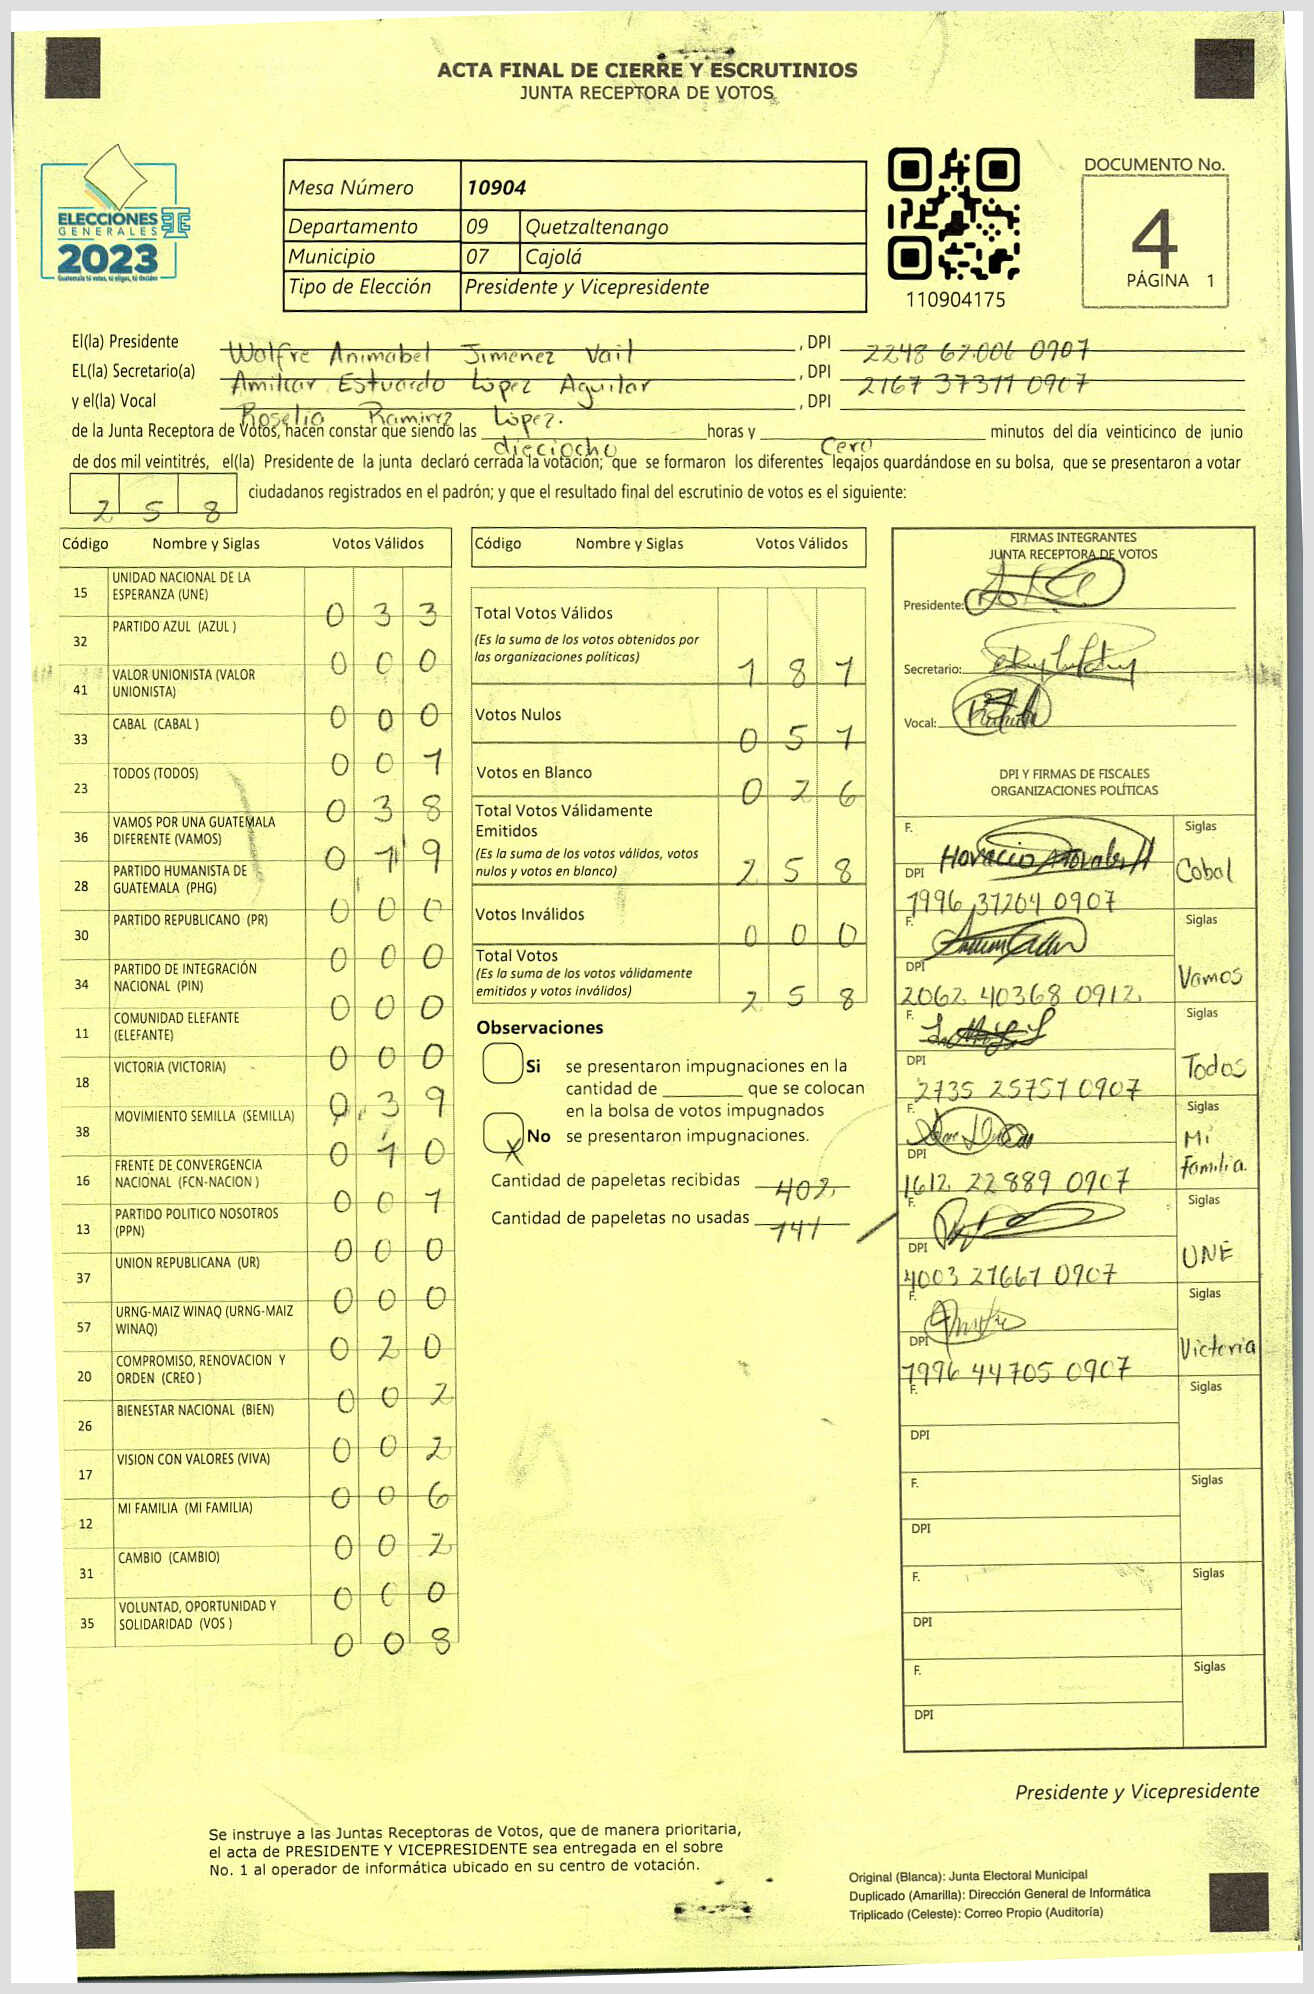 ACTA FINAL DE CIERRE Y ESCRUTINIOS
JUNTA RECEPTORA DE VOTOS
ELECCIONES
GENERALES
2023
Guatemala tú votas, tú eliges, tú decides
Mesa Número 10904
Departamento 09 Quetzaltenango
Municipio 07 Cajolá
Tipo de Elección Presidente y Vicepresidente
110904175
DOCUMENTO No.
4
PÁGINA 1
El(la) Presidente Wolfre Animabel Jimenez Vail , DPI 2248 62006 0907
EL(la) Secretario(a) Amilcar Estuardo López Aguilar , DPI 2167 37311 0907
y el(la) Vocal Roselia Ramirez López. , DPI
de la Junta Receptora de Votos, hacen constar que siendo las dieciocho horas y Cero minutos del día veinticinco de junio
de dos mil veintitrés, el(la) Presidente de la junta declaró cerrada la votación; que se formaron los diferentes legajos guardándose en su bolsa, que se presentaron a votar
258 ciudadanos registrados en el padrón; y que el resultado final del escrutinio de votos es el siguiente:
Código Nombre y Siglas Votos Válidos
15 UNIDAD NACIONAL DE LA
ESPERANZA (UNE) 0 3 3
32 PARTIDO AZUL (AZUL ) 0 0 0
41 VALOR UNIONISTA (VALOR
UNIONISTA) 0 0 0
33 CABAL (CABAL ) 0 0 1
23 TODOS (TODOS) 0 3 8
36 VAMOS POR UNA GUATEMALA
DIFERENTE (VAMOS) 0 1 9
28 PARTIDO HUMANISTA DE
GUATEMALA (PHG) 0 0 0
30 PARTIDO REPUBLICANO (PR) 0 0 0
34 PARTIDO DE INTEGRACIÓN
NACIONAL (PIN) 0 0 0
11 COMUNIDAD ELEFANTE
(ELEFANTE) 0 0 0
18 VICTORIA (VICTORIA) 0 3 9
38 MOVIMIENTO SEMILLA (SEMILLA) 0 1 0
16 FRENTE DE CONVERGENCIA
NACIONAL (FCN-NACION ) 0 0 1
13 PARTIDO POLITICO NOSOTROS
(PPN) 0 0 0
37 UNION REPUBLICANA (UR) 0 0 0
57 URNG-MAIZ WINAQ (URNG-MAIZ
WINAQ) 0 2 0
20 COMPROMISO, RENOVACION Y
ORDEN (CREO ) 0 0 2
26 BIENESTAR NACIONAL (BIEN) 0 0 2
17 VISION CON VALORES (VIVA) 0 0 6
12 MI FAMILIA (MI FAMILIA) 0 0 2
31 CAMBIO (CAMBIO) 0 0 0
35 VOLUNTAD, OPORTUNIDAD Y
SOLIDARIDAD (VOS ) 0 0 8
Código Nombre y Siglas Votos Válidos
Total Votos Válidos
(Es la suma de los votos obtenidos por
las organizaciones políticas) 1 8 1
Votos Nulos 0 5 1
Votos en Blanco 0 2 6
Total Votos Válidamente
Emitidos
(Es la suma de los votos válidos, votos
nulos y votos en blanco) 2 5 8
Votos Inválidos 0 0 0
Total Votos
(Es la suma de los votos válidamente
emitidos y votos inválidos) 2 5 8
Observaciones
Si se presentaron impugnaciones en la
cantidad de ________ que se colocan
en la bolsa de votos impugnados
X No se presentaron impugnaciones.
Cantidad de papeletas recibidas 402
Cantidad de papeletas no usadas 141
FIRMAS INTEGRANTES
JUNTA RECEPTORA DE VOTOS
Presidente:
Secretario:
Vocal:
DPI Y FIRMAS DE FISCALES
ORGANIZACIONES POLÍTICAS
F. Horacio Morales Siglas
DPI 1996 37204 0907 Cabal
F. Siglas
DPI 2062 40368 0912 Vamos
F. Siglas
DPI 2735 25757 0907 Todos
F. Siglas
DPI 1612 22889 0907 Mi Familia.
F. Siglas
DPI 4003 21661 0907 UNE
F. Siglas
DPI 1996 44705 0907 Victoria
F. Siglas
DPI
F. Siglas
DPI
F. Siglas
DPI
F. Siglas
DPI
Presidente y Vicepresidente
Se instruye a las Juntas Receptoras de Votos, que de manera prioritaria,
el acta de PRESIDENTE Y VICEPRESIDENTE sea entregada en el sobre
No. 1 al operador de informática ubicado en su centro de votación.
Original (Blanca): Junta Electoral Municipal
Duplicado (Amarilla): Dirección General de Informática
Triplicado (Celeste): Correo Propio (Auditoría)